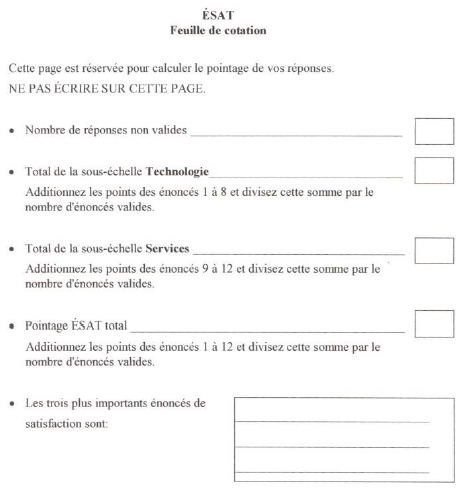 ÉSAT
Feuille de cotation
Cette page est réservée pour calculer le pointage de vos réponses.
NE PAS ÉCRIRE SUR CETTE PAGE.
• Nombre de réponses non valides
• Total de la sous-échelle Technologie
Additionnez les points des énoncés 1 à 8 et divisez cette somme par le
nombre d'énoncés valides.
• Total de la sous-échelle Services
Additionnez les points des énoncés 9 à 12 et divisez cette somme par le
nombre d'énoncés valides.
• Pointage ÉSAT total
Additionnez les points des énoncés 1 à 12 et divisez cette somme par le
nombre d'énoncés valides.
• Les trois plus importants énoncés de
satisfaction sont: